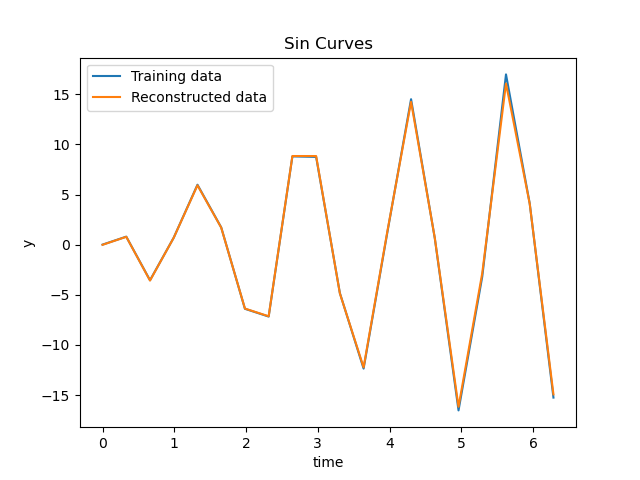 Sin Curves
Training data
Reconstructed data
15
10
5
0
−5
−10
−15
y
0 1 2 3 4 5 6
time